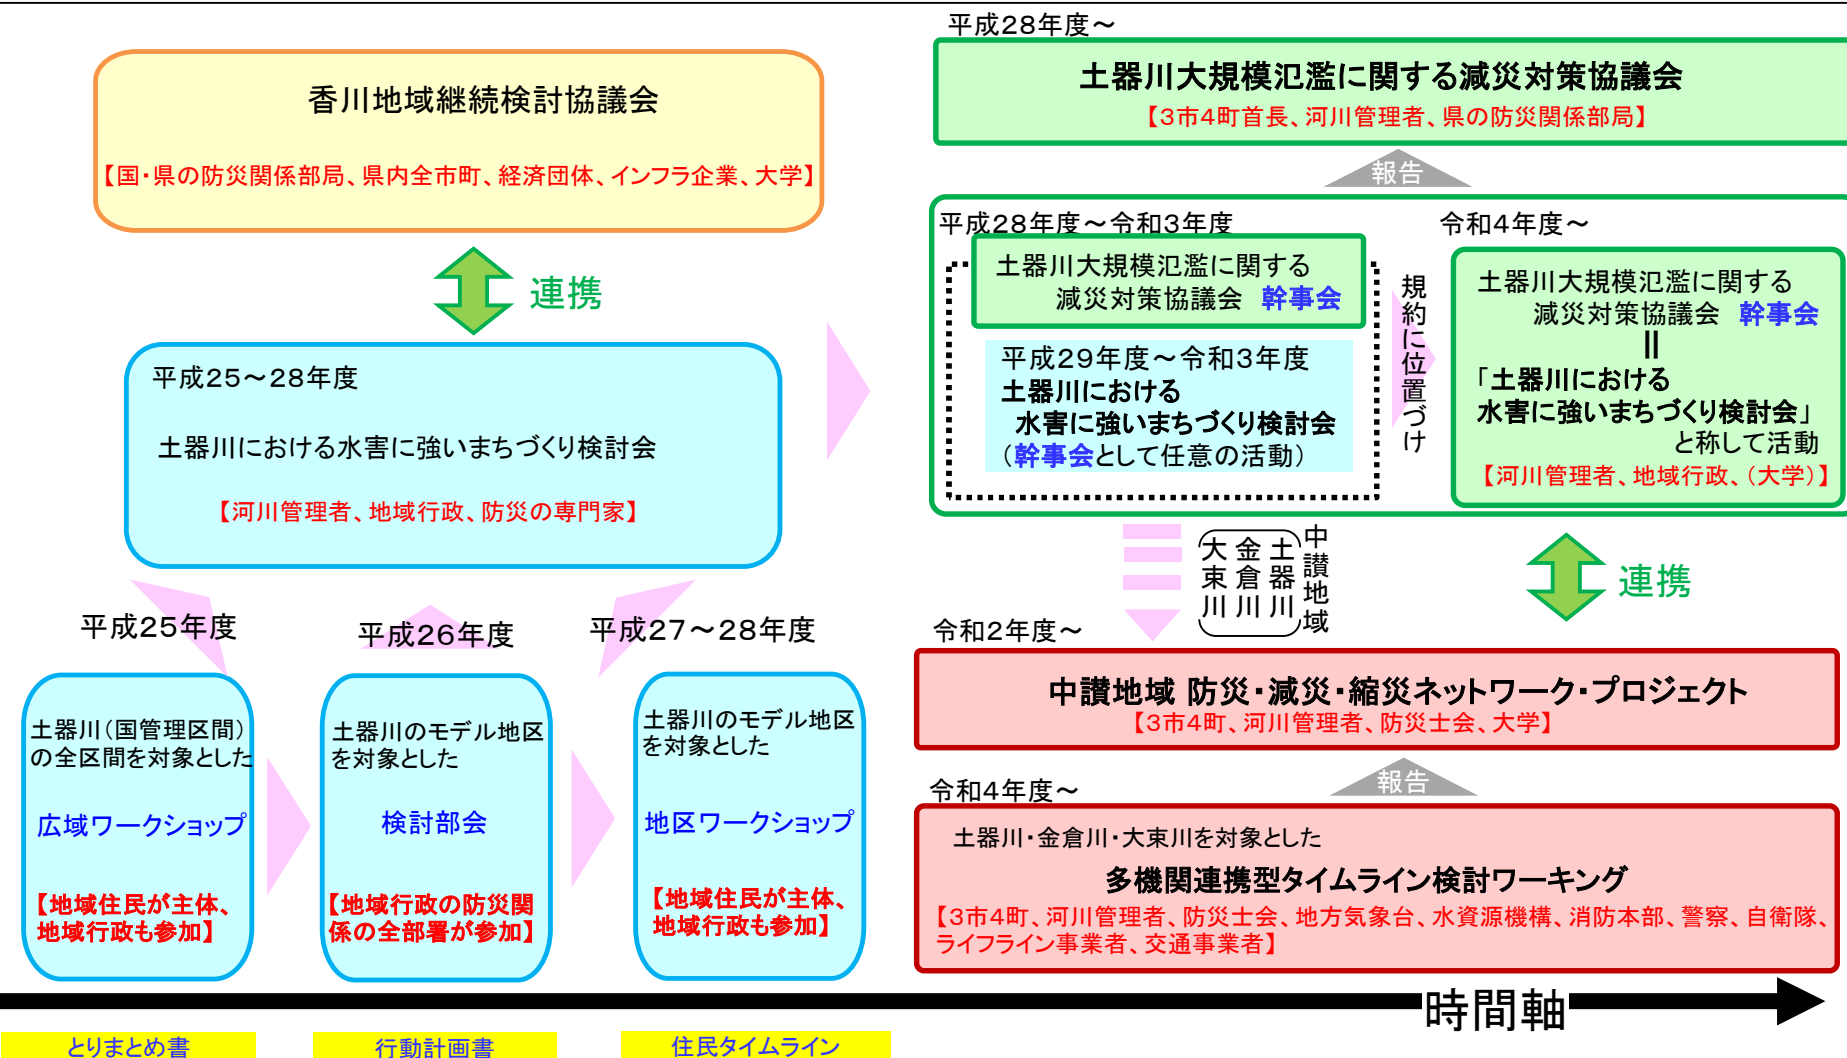 香川地域継続検討協議会
【国・県の防災関係部局、県内全市町、経済団体、インフラ企業、大学】
連携
平成25～28年度
土器川における水害に強いまちづくり検討会
【河川管理者、地域行政、防災の専門家】
平成25年度
平成26年度
平成27～28年度
土器川（国管理区間）
の全区間を対象とした
広域ワークショップ
【地域住民が主体、
地域行政も参加】
土器川のモデル地区
を対象とした
検討部会
【地域行政の防災関
係の全部署が参加】
土器川のモデル地区
を対象とした
地区ワークショップ
【地域住民が主体、
地域行政も参加】
平成28年度～
土器川大規模氾濫に関する減災対策協議会
【3市4町首長、河川管理者、県の防災関係部局】
報告
平成28年度～令和3年度
土器川大規模氾濫に関する
減災対策協議会 幹事会
平成29年度～令和3年度
土器川における
水害に強いまちづくり検討会
（幹事会として任意の活動）
規約に位置づけ
令和4年度～
土器川大規模氾濫に関する
減災対策協議会 幹事会
＝
「土器川における
水害に強いまちづくり検討会」
と称して活動
【河川管理者、地域行政、（大学）】
中讃地域
（土器川
金倉川
大束川）
連携
令和2年度～
中讃地域 防災・減災・縮災ネットワーク・プロジェクト
【3市4町、河川管理者、防災士会、大学】
報告
令和4年度～
土器川・金倉川・大束川を対象とした
多機関連携型タイムライン検討ワーキング
【3市4町、河川管理者、防災士会、地方気象台、水資源機構、消防本部、警察、自衛隊、
ライフライン事業者、交通事業者】
時間軸
とりまとめ書
行動計画書
住民タイムライン